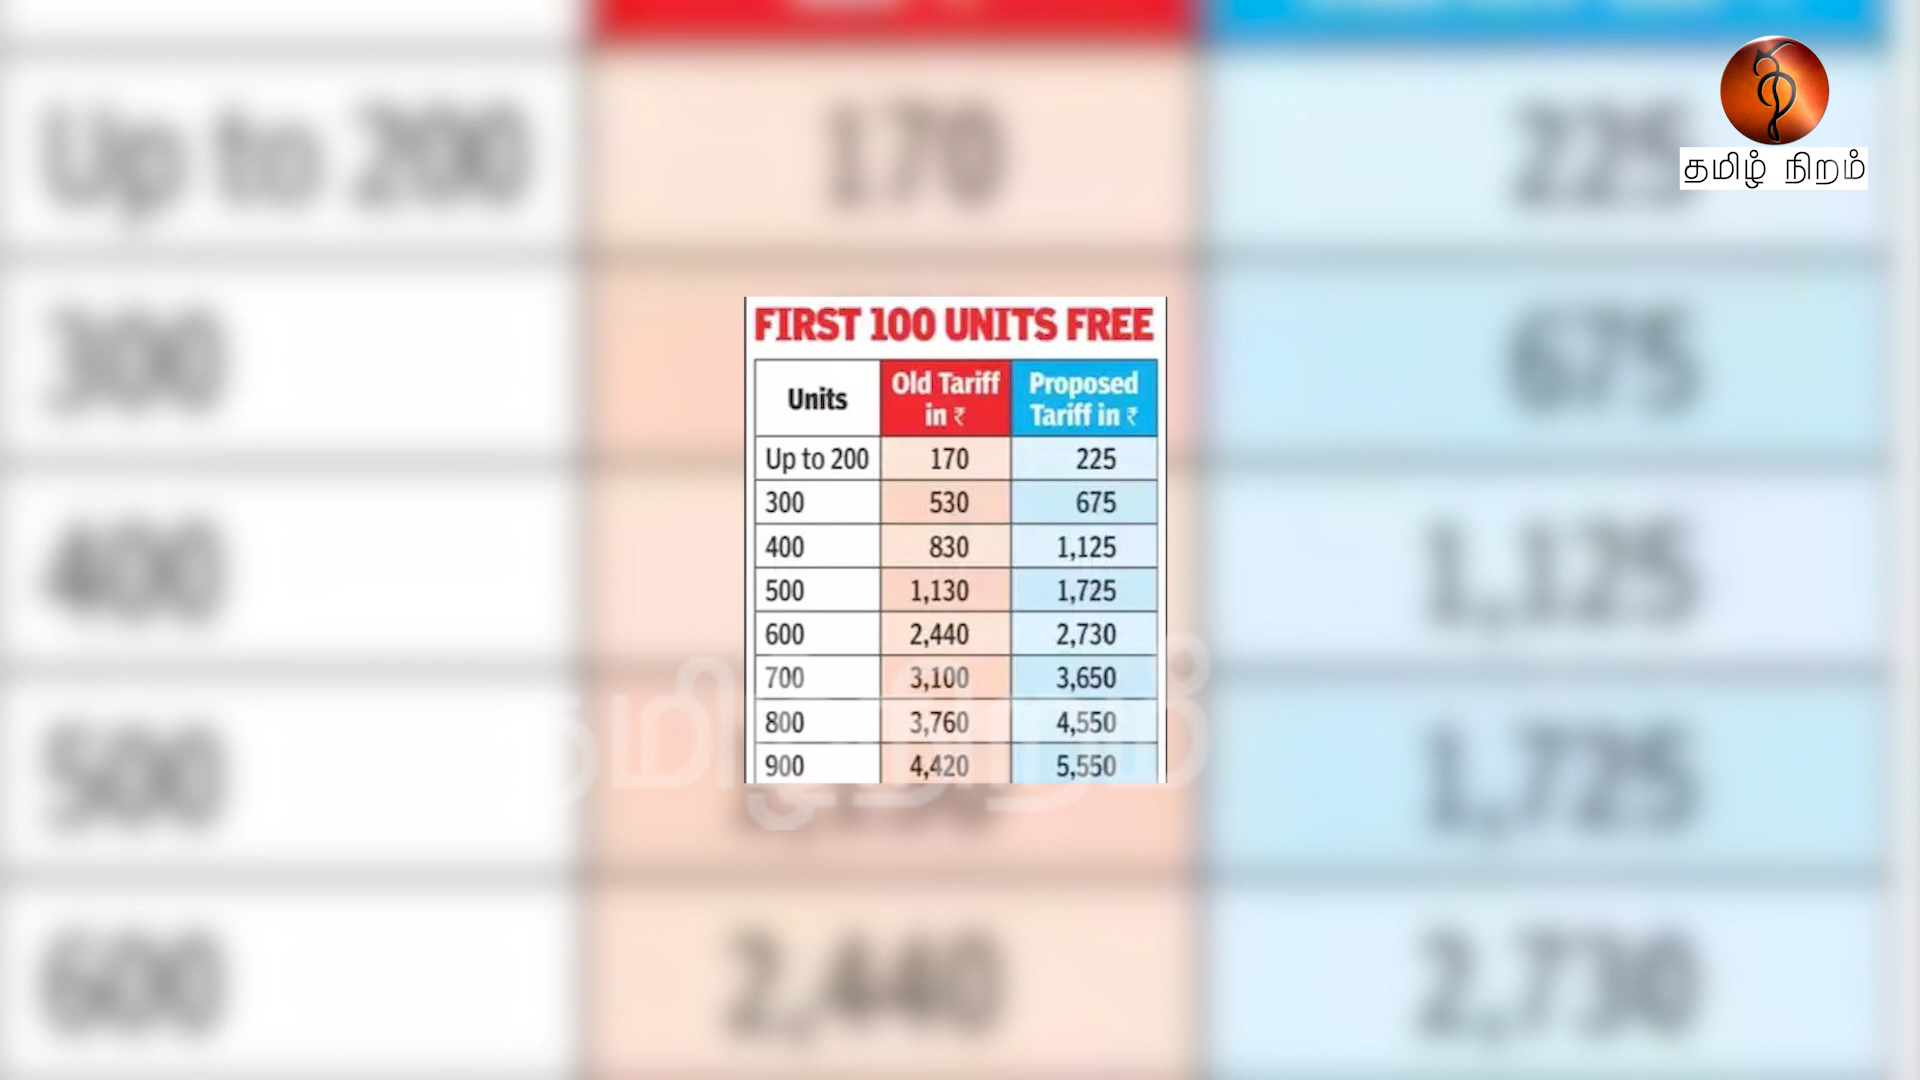 தமிழ் நிறம்
FIRST 100 UNITS FREE
Units Old Tariff in ₹ Proposed Tariff in ₹
Up to 200 170 225
300 530 675
400 830 1,125
500 1,130 1,725
600 2,440 2,730
700 3,100 3,650
800 3,760 4,550
900 4,420 5,550
Up to 200 170 225
300 675
400 1,125
500 1,725
600 2,440 2,730
தமிழ் நிறம்